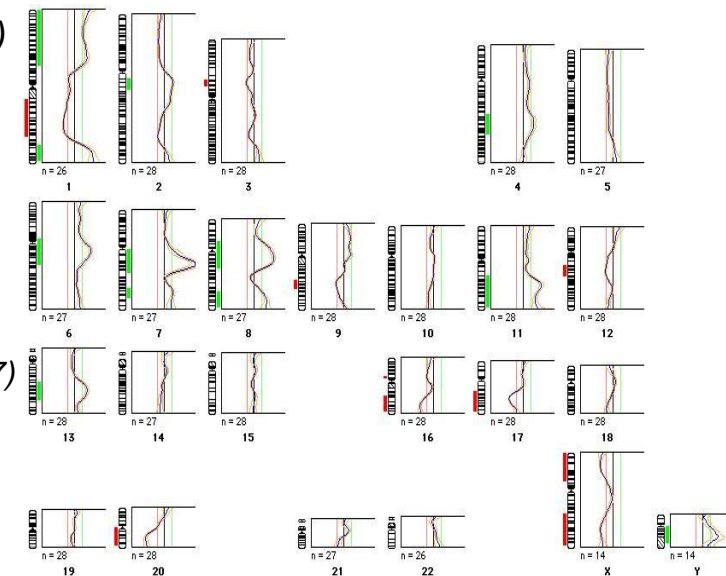 )
n = 26 n = 28 n = 28 n = 28 n = 27
1 2 3 4 5
n = 27 n = 27 n = 27 n = 28 n = 28 n = 28 n = 28
6 7 8 9 10 11 12
7)
n = 28 n = 27 n = 28 n = 28 n = 28 n = 28
13 14 15 16 17 18
n = 28 n = 28 n = 27 n = 26 n = 14 n = 14
19 20 21 22 X Y